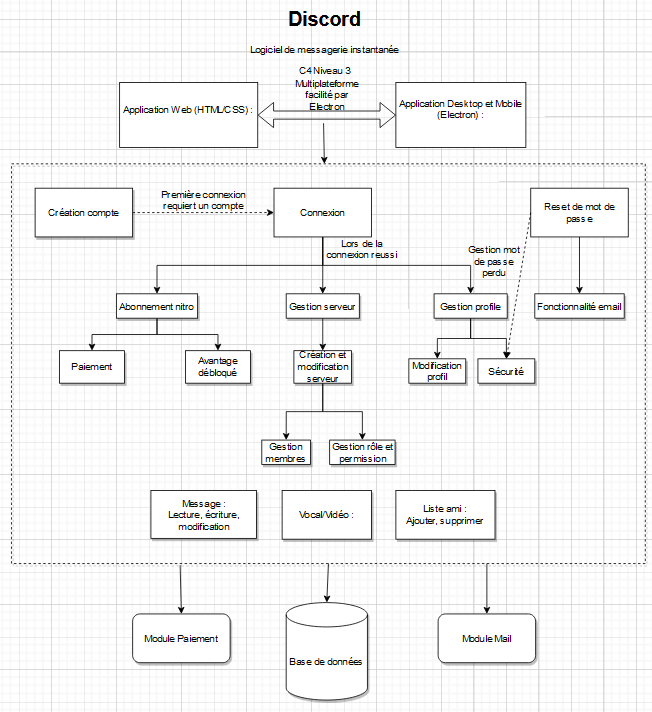 Discord
Logiciel de messagerie instantanée
C4 Niveau 3
Multiplateforme
facilité par
Electron
Application Web (HTML/CSS) :
Application Desktop et Mobile
(Electron) :
Création compte
Première connexion
requiert un compte
Connexion
Reset de mot de
passe
Lors de la
connexion reussi
Gestion mot
de passe
perdu
Abonnement nitro
Gestion serveur
Gestion profile
Fonctionnalité email
Paiement
Avantage
débloqué
Création et
modification
serveur
Modification
profil
Sécurité
Gestion
membres
Gestion rôle et
permission
Message :
Lecture, écriture,
modification
Vocal/Vidéo :
Liste ami :
Ajouter, supprimer
Module Paiement
Base de données
Module Mail